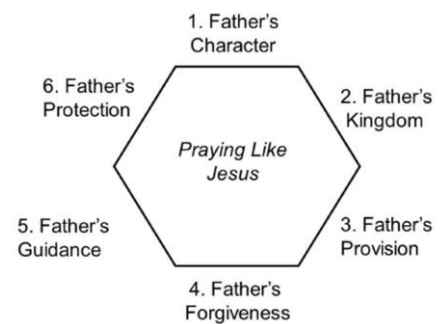 1. Father's
Character
2. Father's
Kingdom
3. Father's
Provision
4. Father's
Forgiveness
5. Father's
Guidance
6. Father's
Protection
Praying Like
Jesus